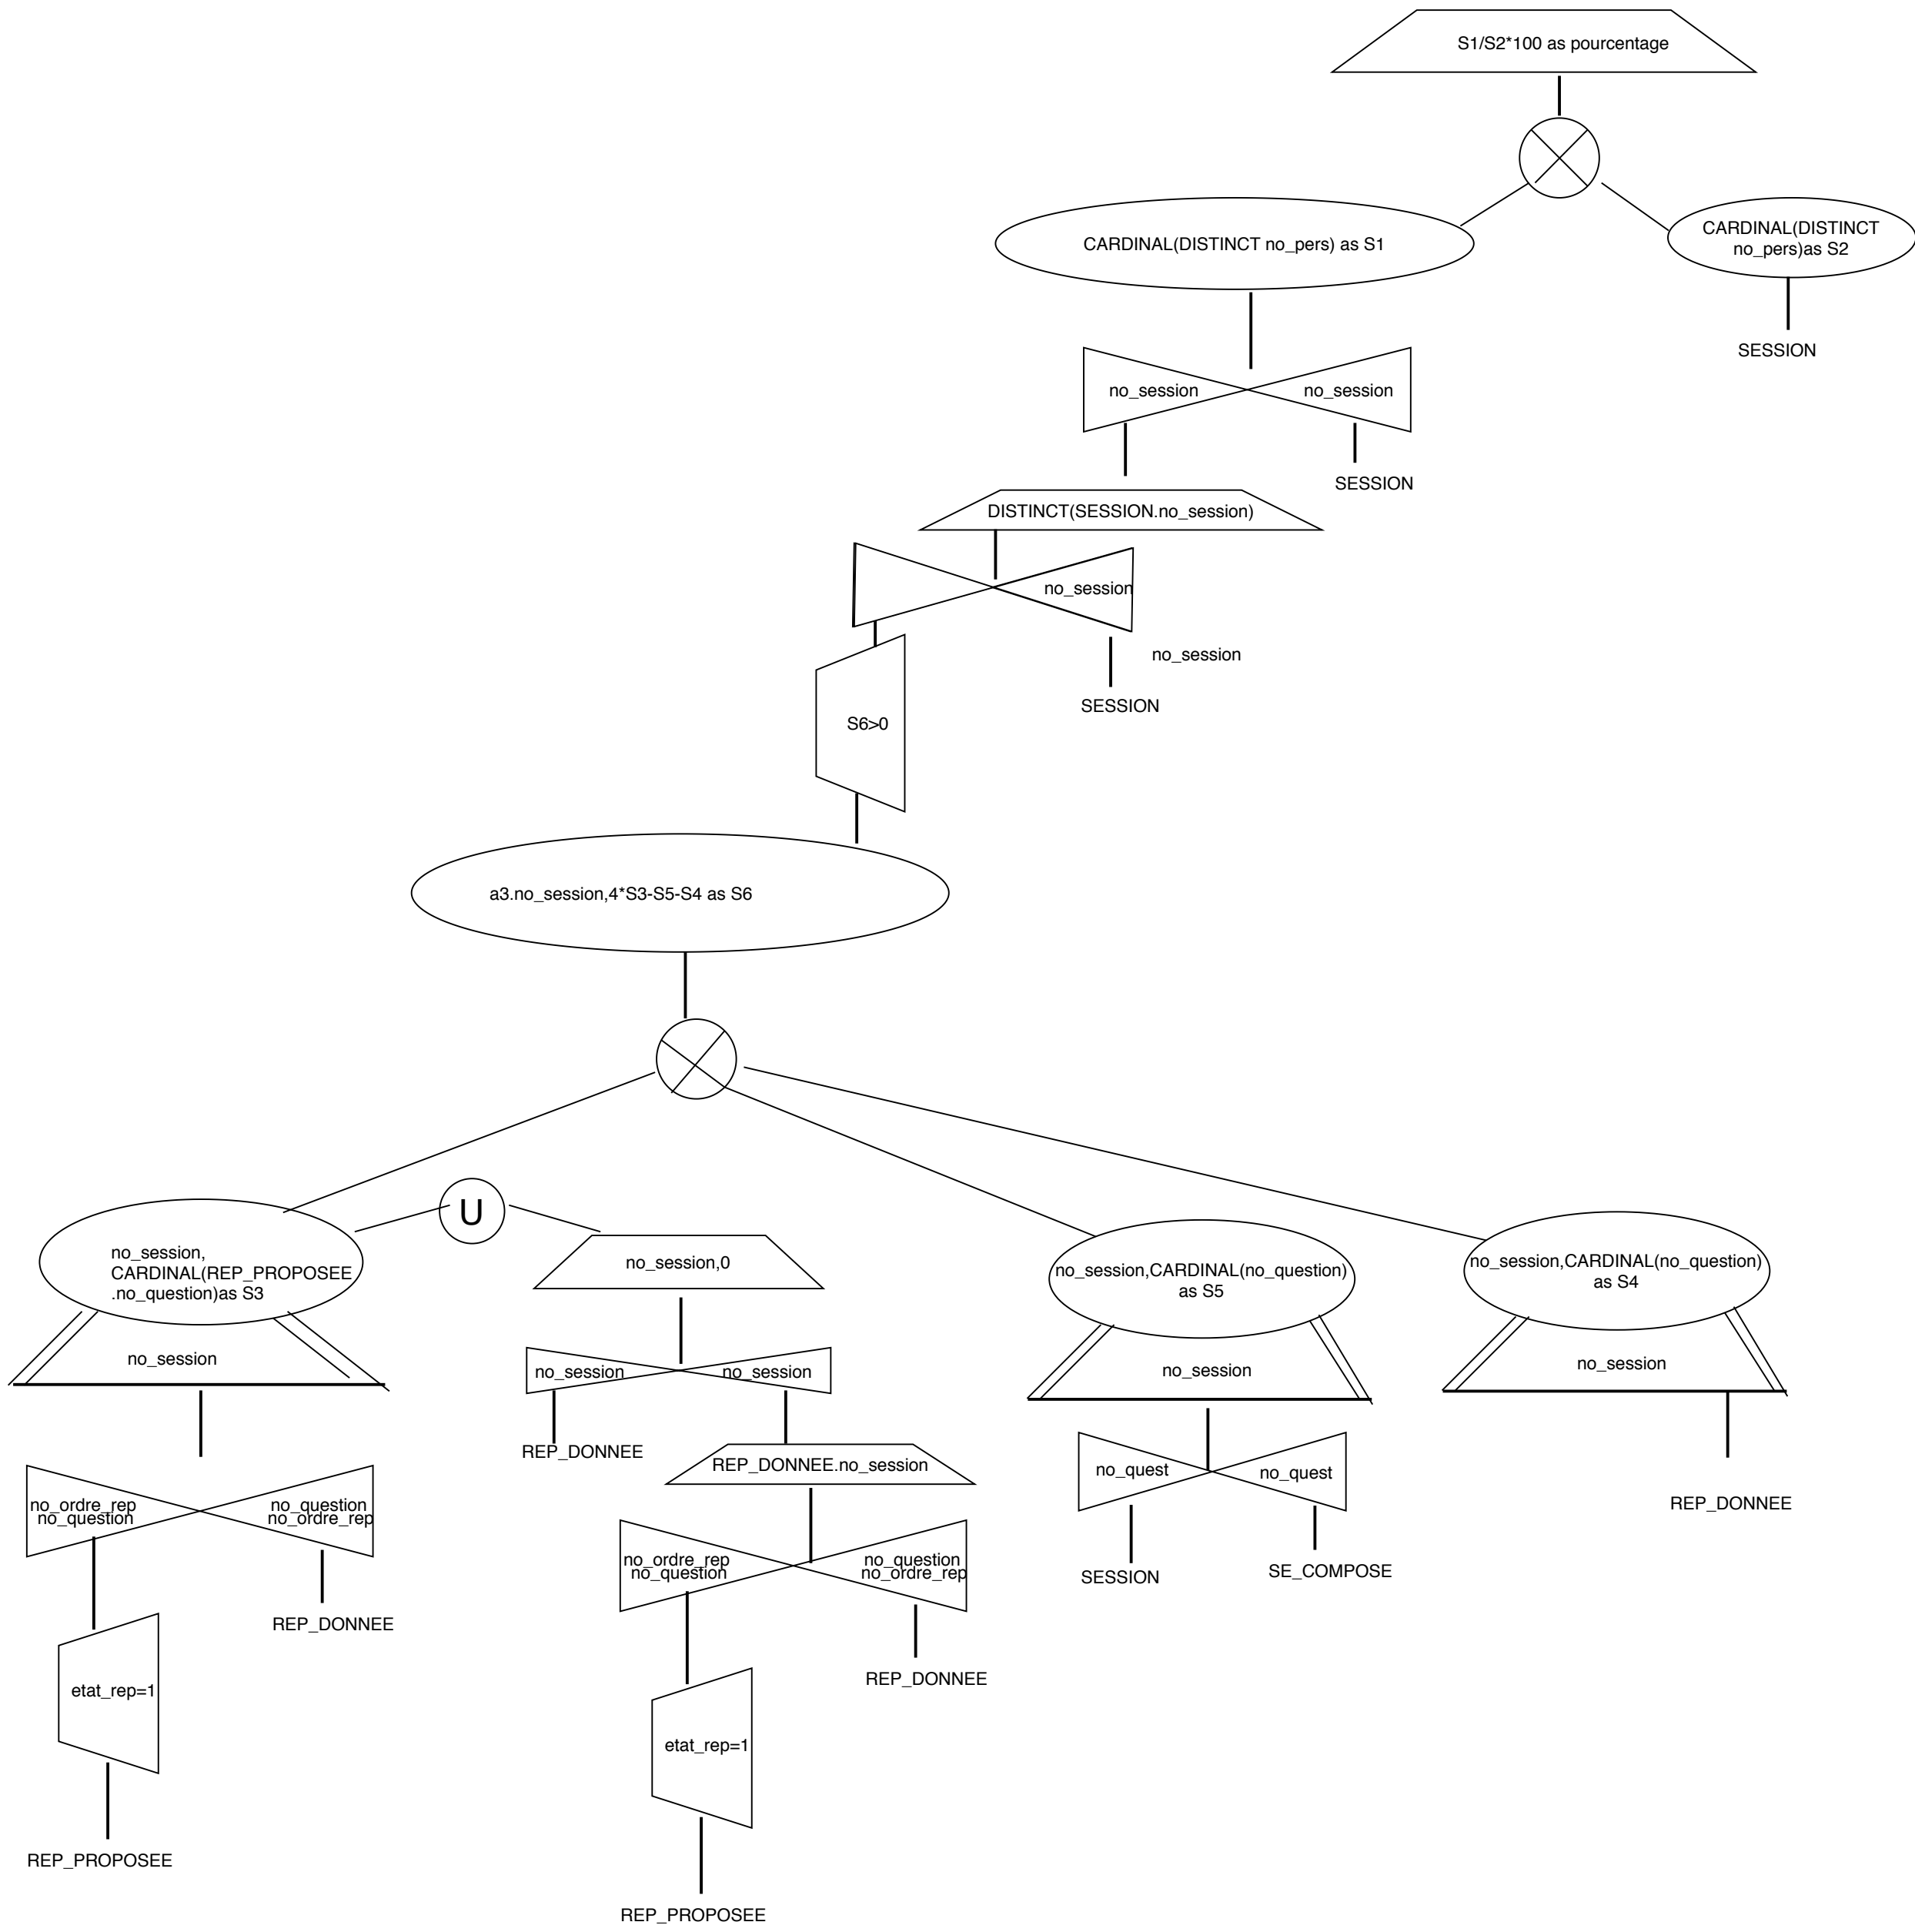 S1/S2*100 as pourcentage
CARDINAL(DISTINCT no_pers) as S1
CARDINAL(DISTINCT
no_pers)as S2
SESSION
no_session
no_session
SESSION
DISTINCT(SESSION.no_session)
no_session
no_session
SESSION
S6>0
a3.no_session,4*S3-S5-S4 as S6
U
no_session,
CARDINAL(REP_PROPOSEE
.no_question)as S3
no_session
no_ordre_rep
no_question
no_question
no_ordre_rep
REP_DONNEE
etat_rep=1
REP_PROPOSEE
no_session,0
no_session
no_session
REP_DONNEE
REP_DONNEE.no_session
no_ordre_rep
no_question
no_question
no_ordre_rep
REP_DONNEE
etat_rep=1
REP_PROPOSEE
no_session,CARDINAL(no_question)
as S5
no_session
no_quest
no_quest
SESSION
SE_COMPOSE
no_session,CARDINAL(no_question)
as S4
no_session
REP_DONNEE